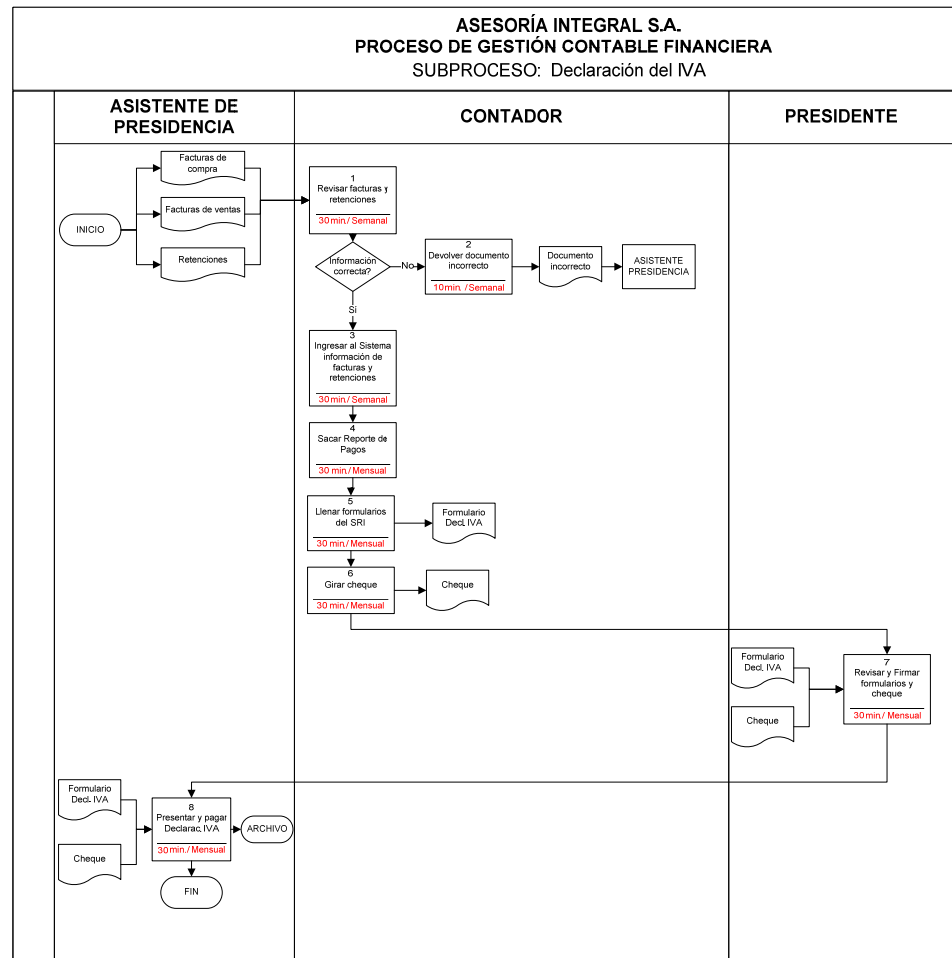 ASESORÍA INTEGRAL S.A.
PROCESO DE GESTIÓN CONTABLE FINANCIERA
SUBPROCESO: Declaración del IVA
ASISTENTE DE
PRESIDENCIA
CONTADOR
PRESIDENTE
INICIO
Facturas de
compra
Facturas de ventas
Retenciones
1
Revisar facturas y
retenciones
30 min./ Semanal
Información
correcta?
No
2
Devolver documento
incorrecto
10 min. / Semanal
Documento
incorrecto
ASISTENTE
PRESIDENCIA
Si
3
Ingresar al Sistema
información de
facturas y
retenciones
30 min./ Semanal
4
Sacar Reporte de
Pagos
30 min./ Mensual
5
Llenar formularios
del SRI
30 min./ Mensual
Formulario
Decl. IVA
6
Girar cheque
30 min./ Mensual
Cheque
Formulario
Decl. IVA
Cheque
7
Revisar y Firmar
formularios y
cheque
30 min./ Mensual
Formulario
Decl. IVA
Cheque
8
Presentar y pagar
Declarac. IVA
30 min./ Mensual
ARCHIVO
FIN